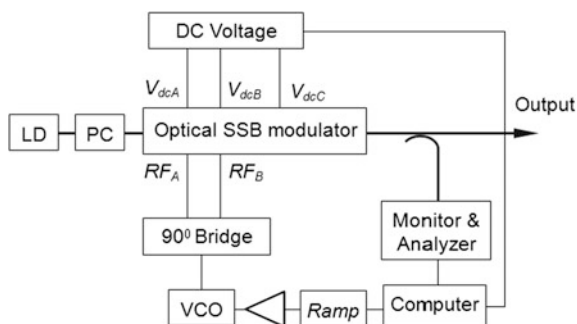 DC Voltage
V_dcA V_dcB V_dcC
Output
LD PC Optical SSB modulator
RF_A RF_B
Monitor &
Analyzer
90⁰ Bridge
VCO Ramp Computer